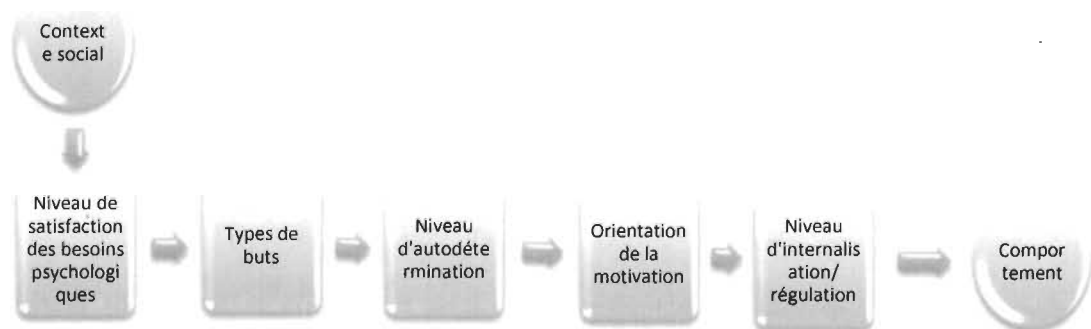 Context
e social
Niveau de
satisfaction
des besoins
psychologi
ques
Types de
buts
Niveau
d'autodéte
rmination
Orientation
de la
motivation
Niveau
d'internalis
ation/
régulation
Compor
tement